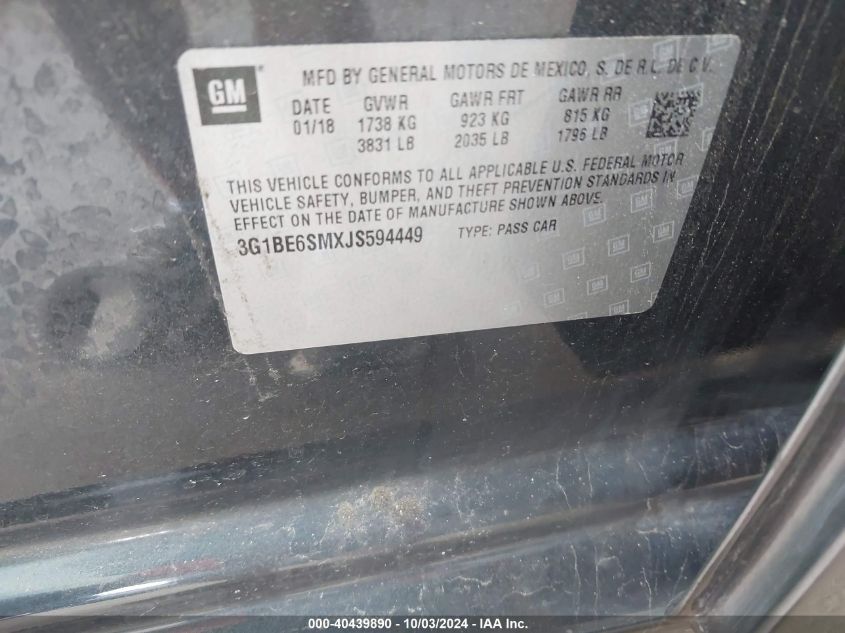 GM
MFD BY GENERAL MOTORS DE MEXICO, S. DE R.L. DE C.V.
DATE GVWR GAWR FRT GAWR RR
01/18 1738 KG 923 KG 815 KG
3831 LB 2035 LB 1796 LB
THIS VEHICLE CONFORMS TO ALL APPLICABLE U.S. FEDERAL MOTOR
VEHICLE SAFETY, BUMPER, AND THEFT PREVENTION STANDARDS IN
EFFECT ON THE DATE OF MANUFACTURE SHOWN ABOVE.
3G1BE6SMXJS594449 TYPE: PASS CAR
000-40439890 - 10/03/2024 - IAA Inc.